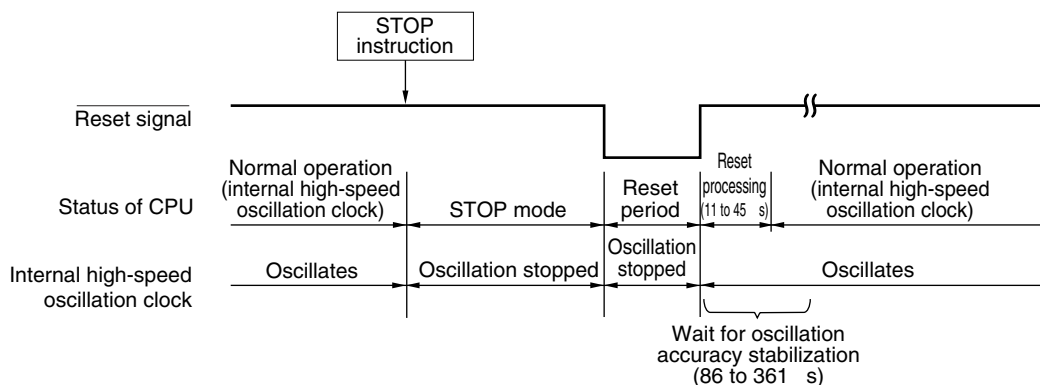 STOP
instruction
Reset signal
Normal operation
(internal high-speed
oscillation clock)
Reset
processing
(11 to 45 s)
Normal operation
(internal high-speed
oscillation clock)
Status of CPU
STOP mode
Reset
period
Internal high-speed
oscillation clock
Oscillates
Oscillation stopped
Oscillation
stopped
Oscillates
Wait for oscillation
accuracy stabilization
(86 to 361 s)